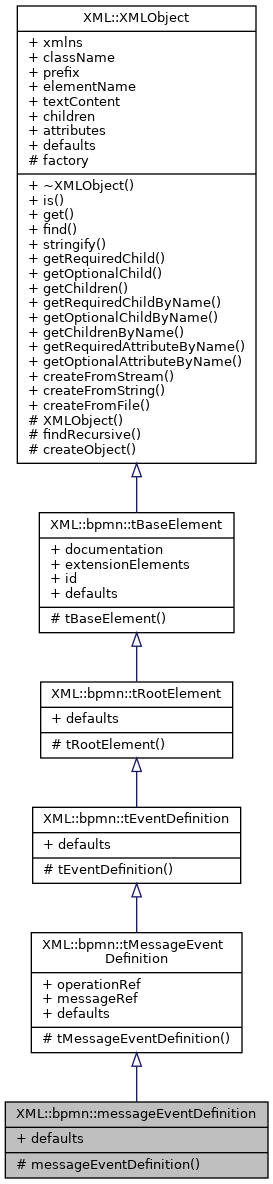 XML::XMLObject
+ xmlns
+ className
+ prefix
+ elementName
+ textContent
+ children
+ attributes
+ defaults
# factory
+ ~XMLObject()
+ is()
+ get()
+ find()
+ stringify()
+ getRequiredChild()
+ getOptionalChild()
+ getChildren()
+ getRequiredChildByName()
+ getOptionalChildByName()
+ getChildrenByName()
+ getRequiredAttributeByName()
+ getOptionalAttributeByName()
+ createFromStream()
+ createFromString()
+ createFromFile()
# XMLObject()
# findRecursive()
# createObject()
XML::bpmn::tBaseElement
+ documentation
+ extensionElements
+ id
+ defaults
# tBaseElement()
XML::bpmn::tRootElement
+ defaults
# tRootElement()
XML::bpmn::tEventDefinition
+ defaults
# tEventDefinition()
XML::bpmn::tMessageEvent
Definition
+ operationRef
+ messageRef
+ defaults
# tMessageEventDefinition()
XML::bpmn::messageEventDefinition
+ defaults
# messageEventDefinition()